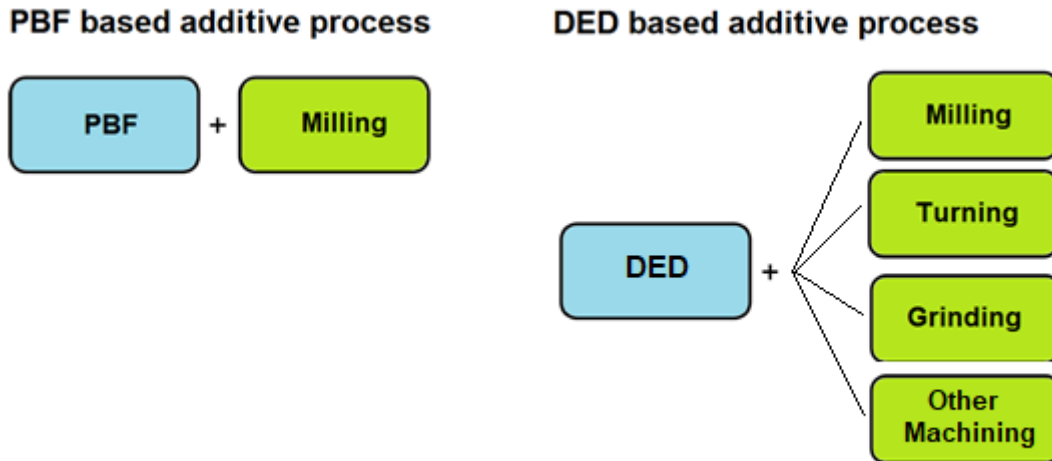 PBF based additive process
PBF
+
Milling
DED based additive process
DED
+
Milling
Turning
Grinding
Other
Machining